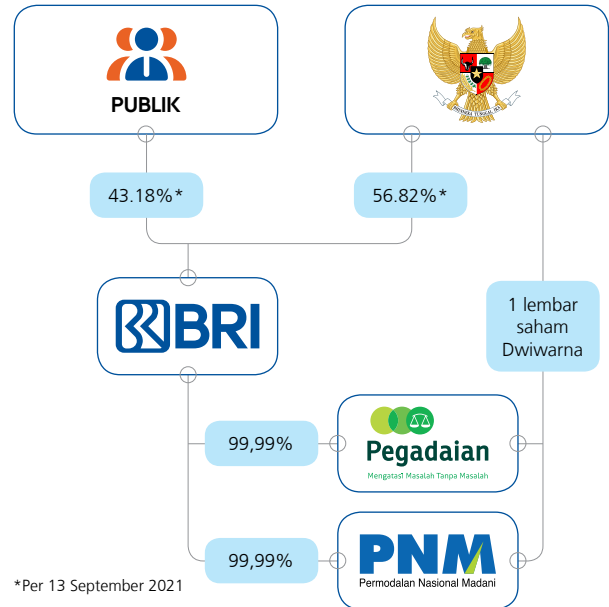 PUBLIK
43.18%*
56.82%*
BRI
1 lembar
saham
Dwiwarna
99,99%
Pegadaian
Mengatasi Masalah Tanpa Masalah
99,99%
PNM
Permodalan Nasional Madani
*Per 13 September 2021